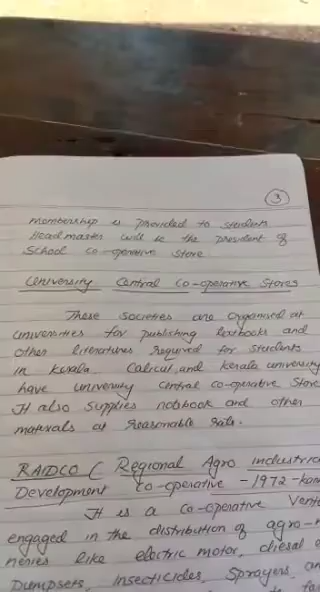 3
membership is provided to students
Headmaster will be the president of
School co-operative store
University Central Co-operative Stores
These societies are organised at
universities for publishing textbooks and
other literatures required for students
in kerala Calicut, and kerala university
have university central co-operative Store
It also supplies notebook and other
materials at reasonable rate.
RAIDCO ( Regional Agro industria
Development co-operative - 1972 -
It is a co-operative Vent
engaged in the distribution of agro-
neries like electric motor, diesel
Dumpsets, Insecticides, Sprayers, an